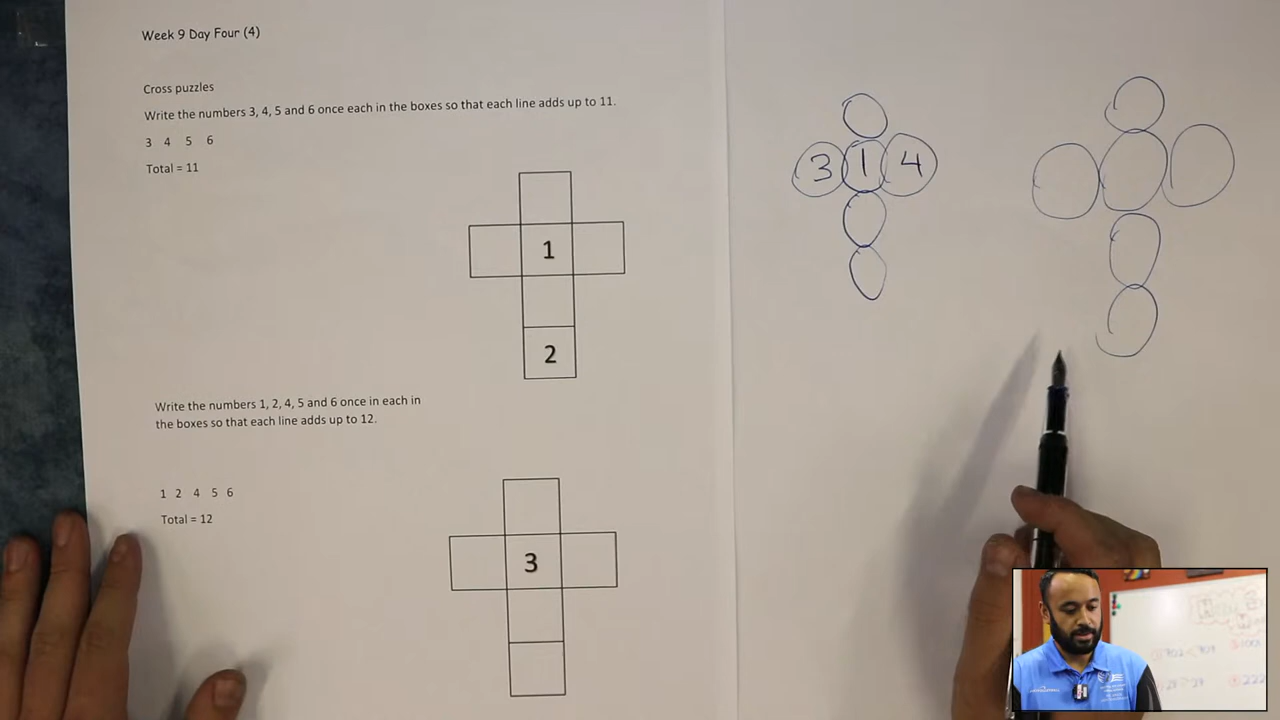 Week 9 Day Four (4)
Cross puzzles
Write the numbers 3, 4, 5 and 6 once each in the boxes so that each line adds up to 11.
3 4 5 6
Total = 11
1
2
Write the numbers 1, 2, 4, 5 and 6 once in each in
the boxes so that each line adds up to 12.
1 2 4 5 6
Total = 12
3
3 1 4